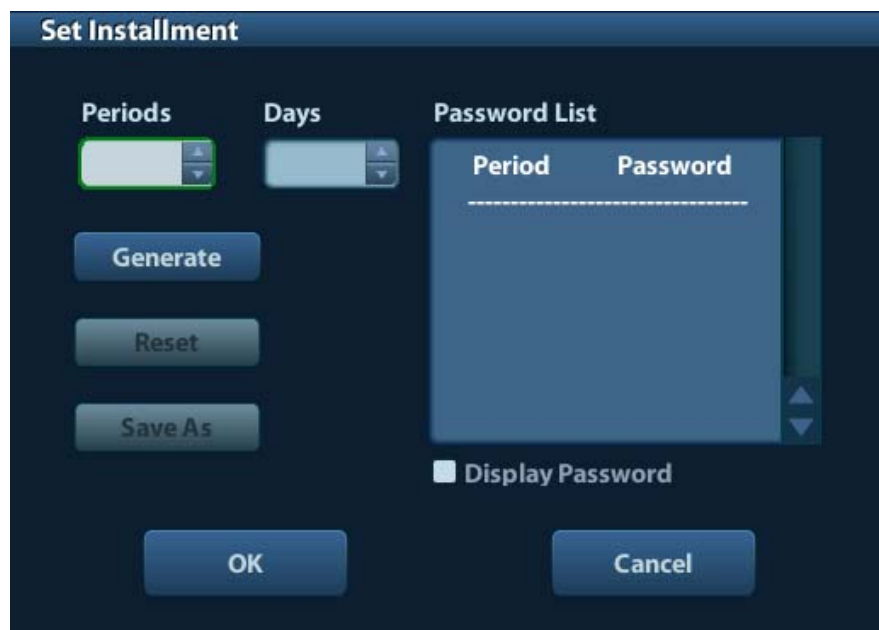 Set Installment
Periods Days Password List
Period Password
------------------------------
Generate
Reset
Save As
Display Password
OK Cancel